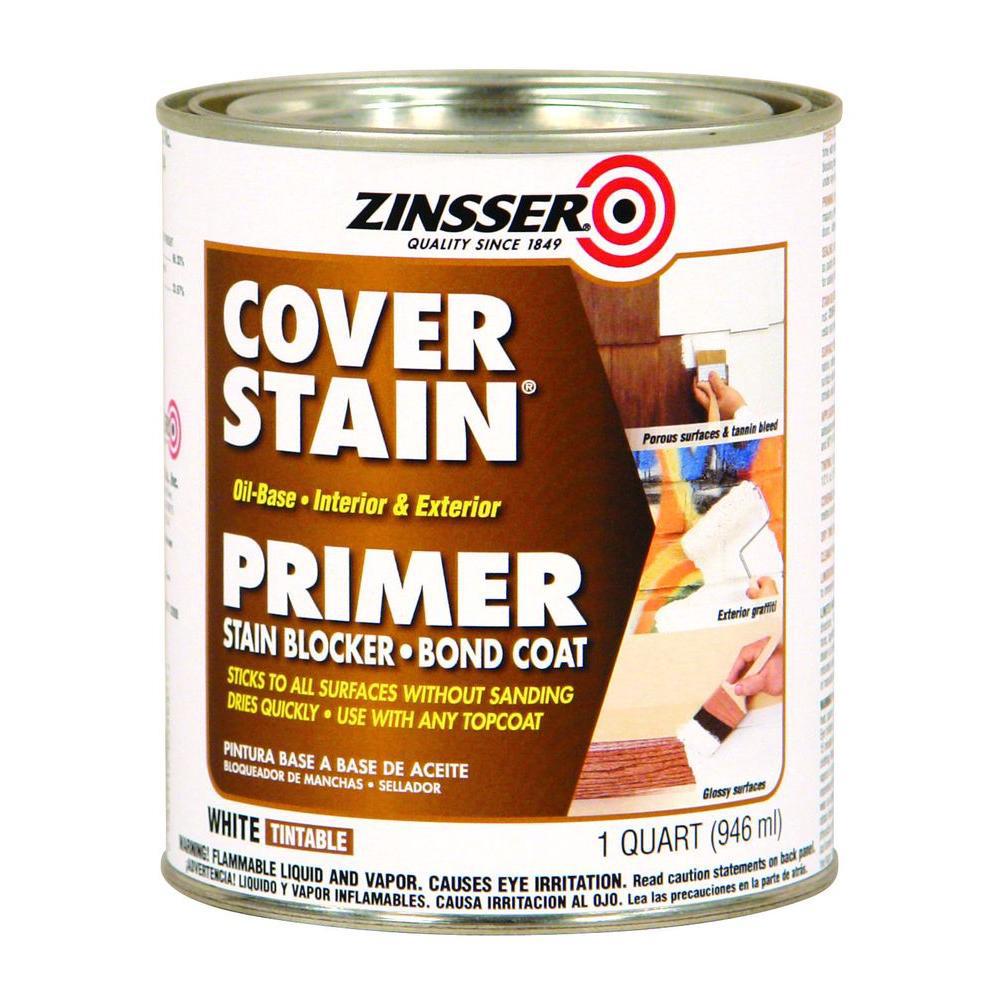 ZINSSER®
QUALITY SINCE 1849
COVER
STAIN®
Oil-Base • Interior & Exterior
PRIMER
STAIN BLOCKER • BOND COAT
STICKS TO ALL SURFACES WITHOUT SANDING
DRIES QUICKLY • USE WITH ANY TOPCOAT
PINTURA BASE A BASE DE ACEITE
BLOQUEADOR DE MANCHAS • SELLADOR
Porous surfaces & tannin bleed
Exterior graffiti
Glossy surfaces
WHITE TINTABLE
1 QUART (946 ml)
WARNING! FLAMMABLE LIQUID AND VAPOR. CAUSES EYE IRRITATION. Read caution statements on back panel.
¡ADVERTENCIA! LIQUIDO Y VAPOR INFLAMABLES. CAUSA IRRITACION AL OJO. Lea las precauciones en la parte de atrás.